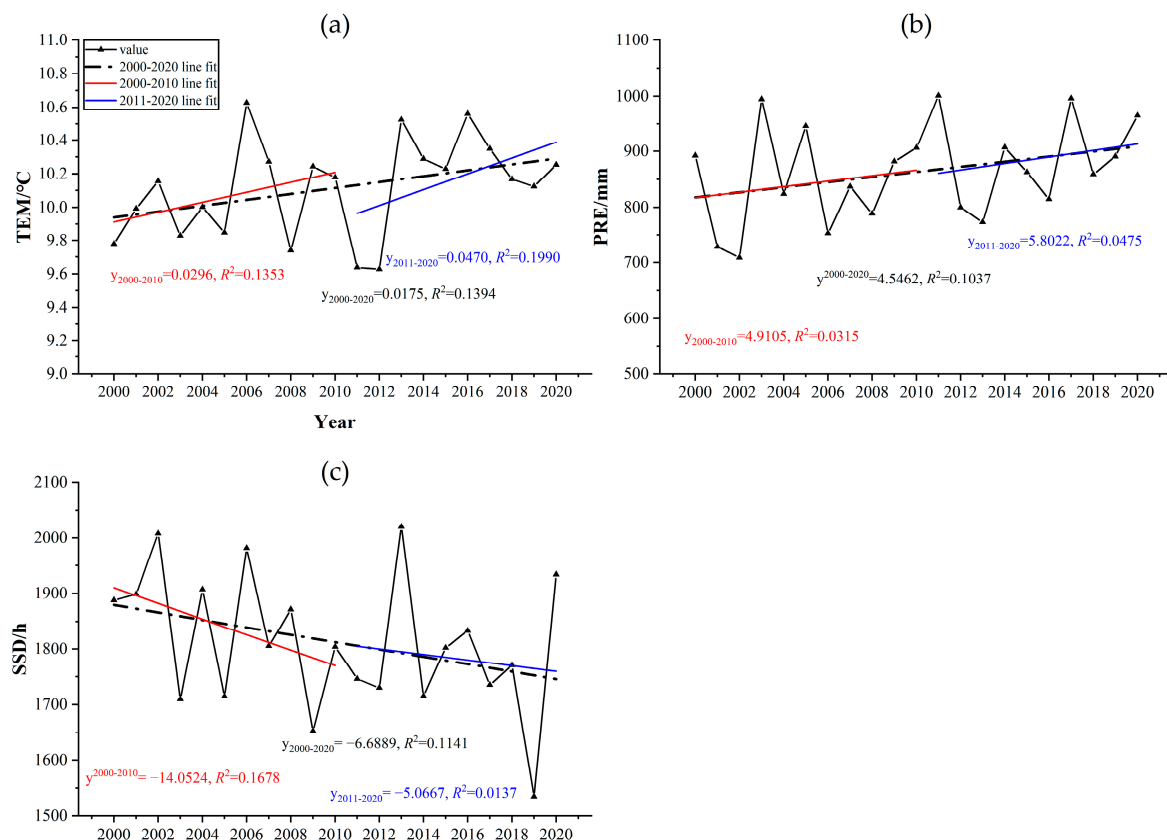 (a)
11.0
10.8
10.6
10.4
10.2
10.0
9.8
9.6
9.4
9.2
9.0
TEM/°C
value
2000-2020 line fit
2000-2010 line fit
2011-2020 line fit
y2000-2010=0.0296, R2=0.1353
y2011-2020=0.0470, R2=0.1990
y2000-2020=0.0175, R2=0.1394
2000 2002 2004 2006 2008 2010 2012 2014 2016 2018 2020
Year
(b)
1100
1000
900
800
700
600
500
PRE/mm
y2011-2020=5.8022, R2=0.0475
y2000-2020=4.5462, R2=0.1037
y2000-2010=4.9105, R2=0.0315
2000 2002 2004 2006 2008 2010 2012 2014 2016 2018 2020
(c)
2100
2000
1900
1800
1700
1600
1500
SSD/h
y2000-2020= −6.6889, R2=0.1141
y2000-2010= −14.0524, R2=0.1678
y2011-2020= −5.0667, R2=0.0137
2000 2002 2004 2006 2008 2010 2012 2014 2016 2018 2020